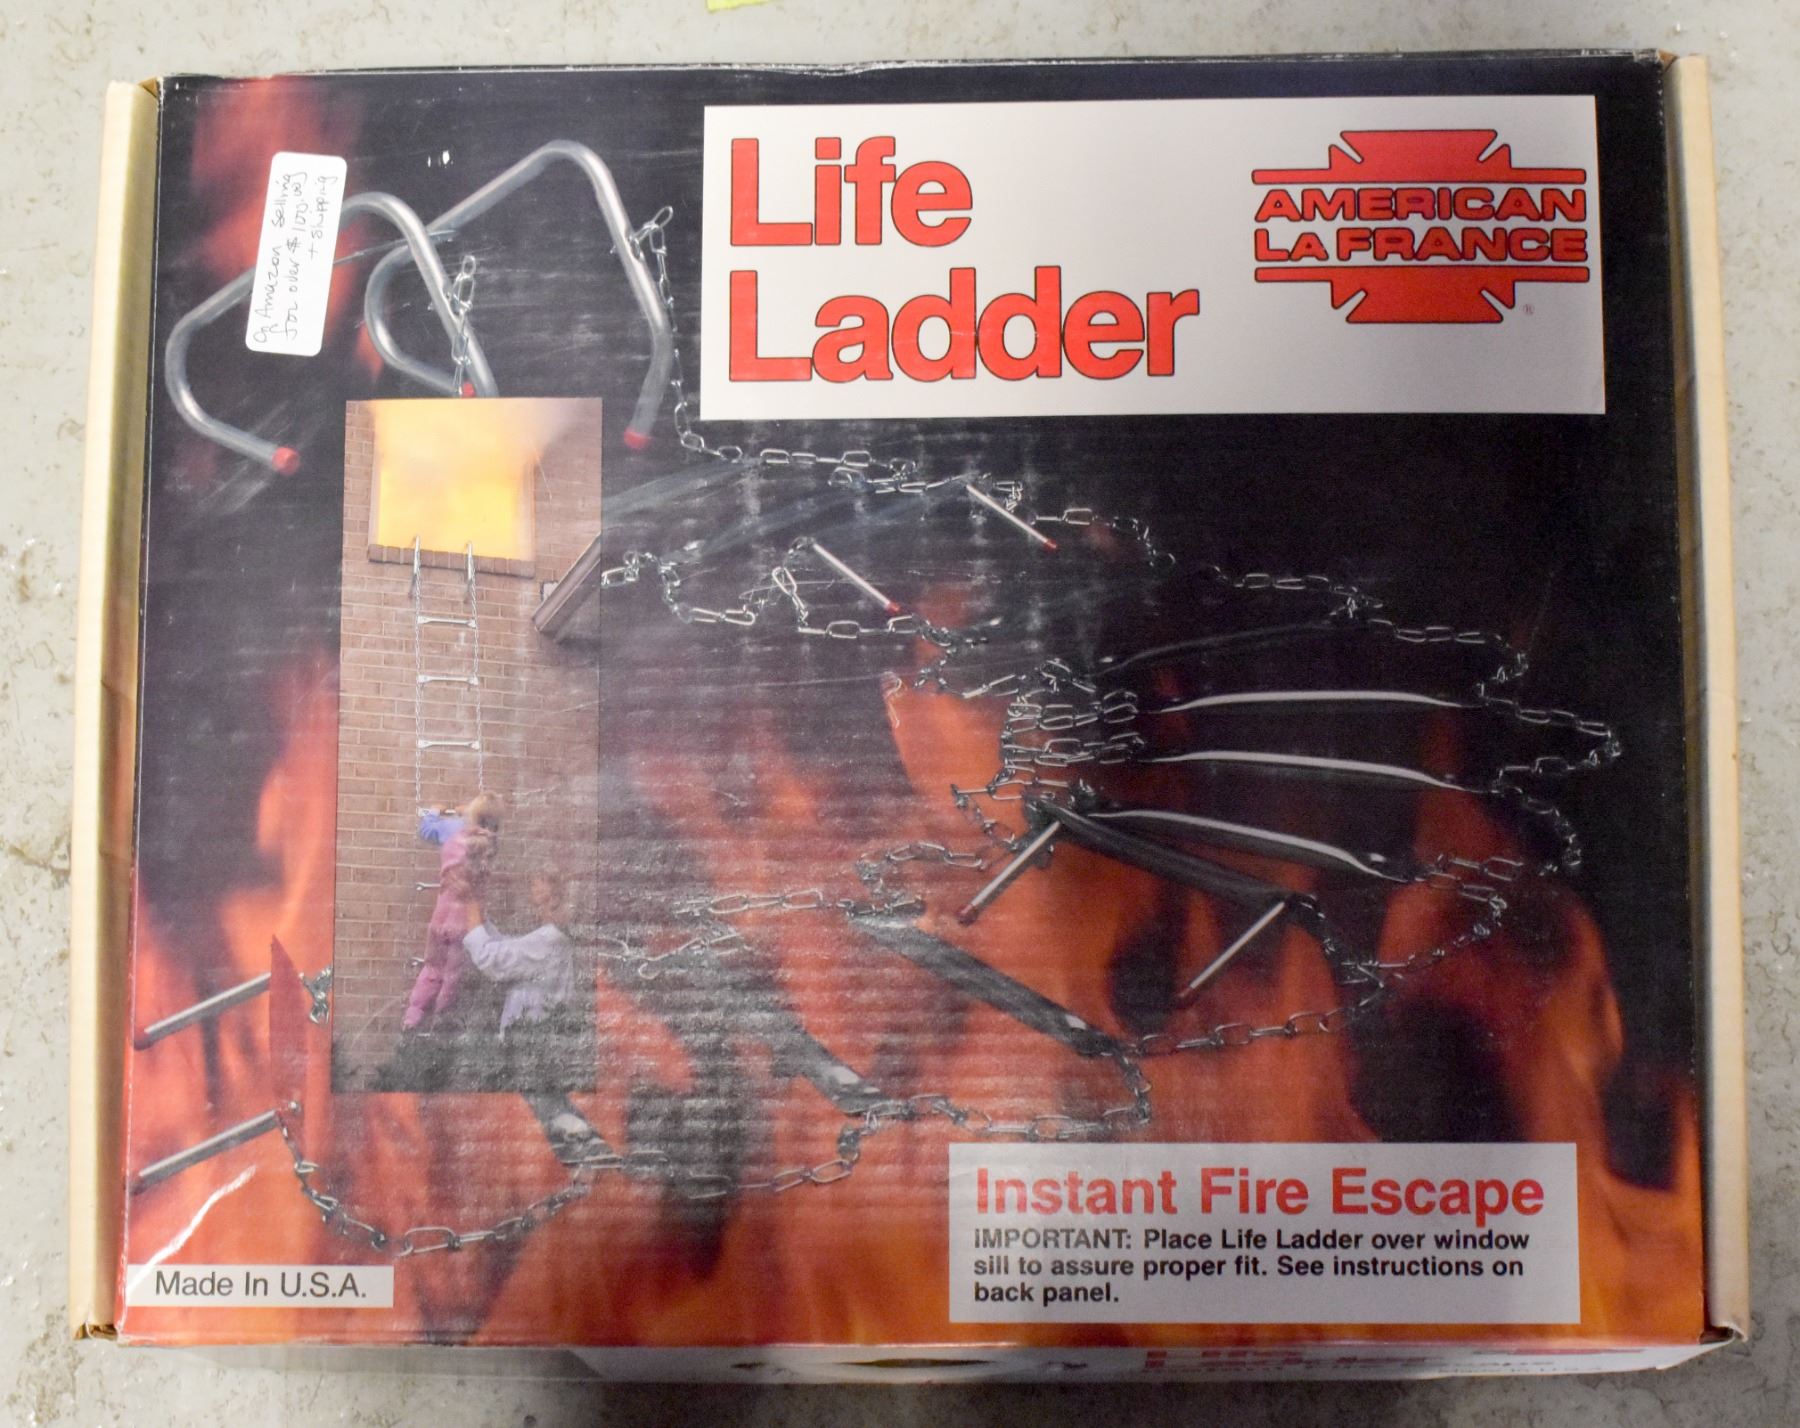 On Amazon selling
for over $100.00
+ shipping
Life
Ladder
AMERICAN
LA FRANCE
®
Instant Fire Escape
IMPORTANT: Place Life Ladder over window
sill to assure proper fit. See instructions on
back panel.
Made In U.S.A.